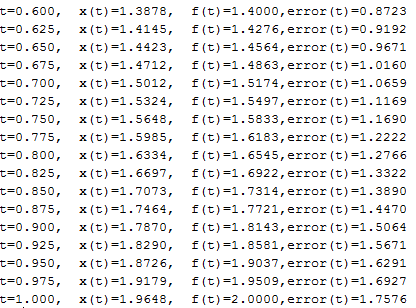 t=0.600, x(t)=1.3878, f(t)=1.4000,error(t)=0.8723
t=0.625, x(t)=1.4145, f(t)=1.4276,error(t)=0.9192
t=0.650, x(t)=1.4423, f(t)=1.4564,error(t)=0.9671
t=0.675, x(t)=1.4712, f(t)=1.4863,error(t)=1.0160
t=0.700, x(t)=1.5012, f(t)=1.5174,error(t)=1.0659
t=0.725, x(t)=1.5324, f(t)=1.5497,error(t)=1.1169
t=0.750, x(t)=1.5648, f(t)=1.5833,error(t)=1.1690
t=0.775, x(t)=1.5985, f(t)=1.6183,error(t)=1.2222
t=0.800, x(t)=1.6334, f(t)=1.6545,error(t)=1.2766
t=0.825, x(t)=1.6697, f(t)=1.6922,error(t)=1.3322
t=0.850, x(t)=1.7073, f(t)=1.7314,error(t)=1.3890
t=0.875, x(t)=1.7464, f(t)=1.7721,error(t)=1.4470
t=0.900, x(t)=1.7870, f(t)=1.8143,error(t)=1.5064
t=0.925, x(t)=1.8290, f(t)=1.8581,error(t)=1.5671
t=0.950, x(t)=1.8726, f(t)=1.9037,error(t)=1.6291
t=0.975, x(t)=1.9179, f(t)=1.9509,error(t)=1.6927
t=1.000, x(t)=1.9648, f(t)=2.0000,error(t)=1.7576